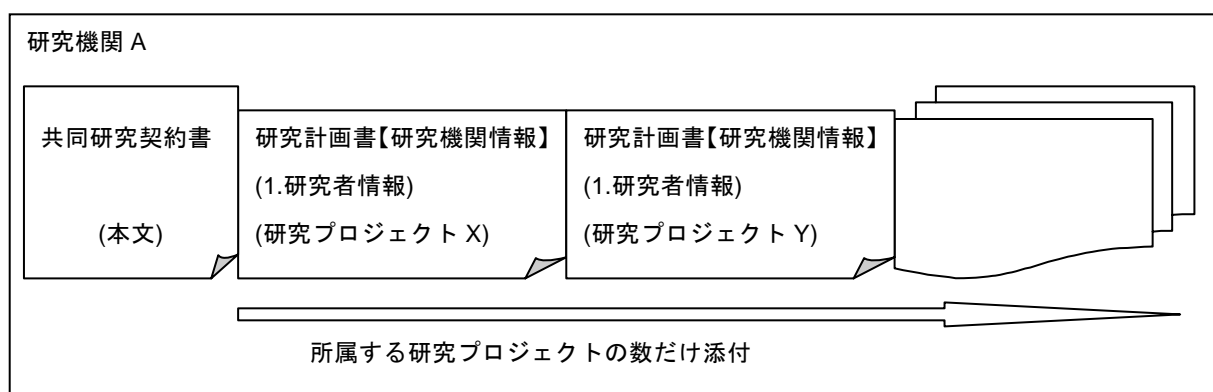 研究機関 A
共同研究契約書
(本文)
研究計画書【研究機関情報】
(1.研究者情報)
(研究プロジェクト X)
研究計画書【研究機関情報】
(1.研究者情報)
(研究プロジェクト Y)
所属する研究プロジェクトの数だけ添付